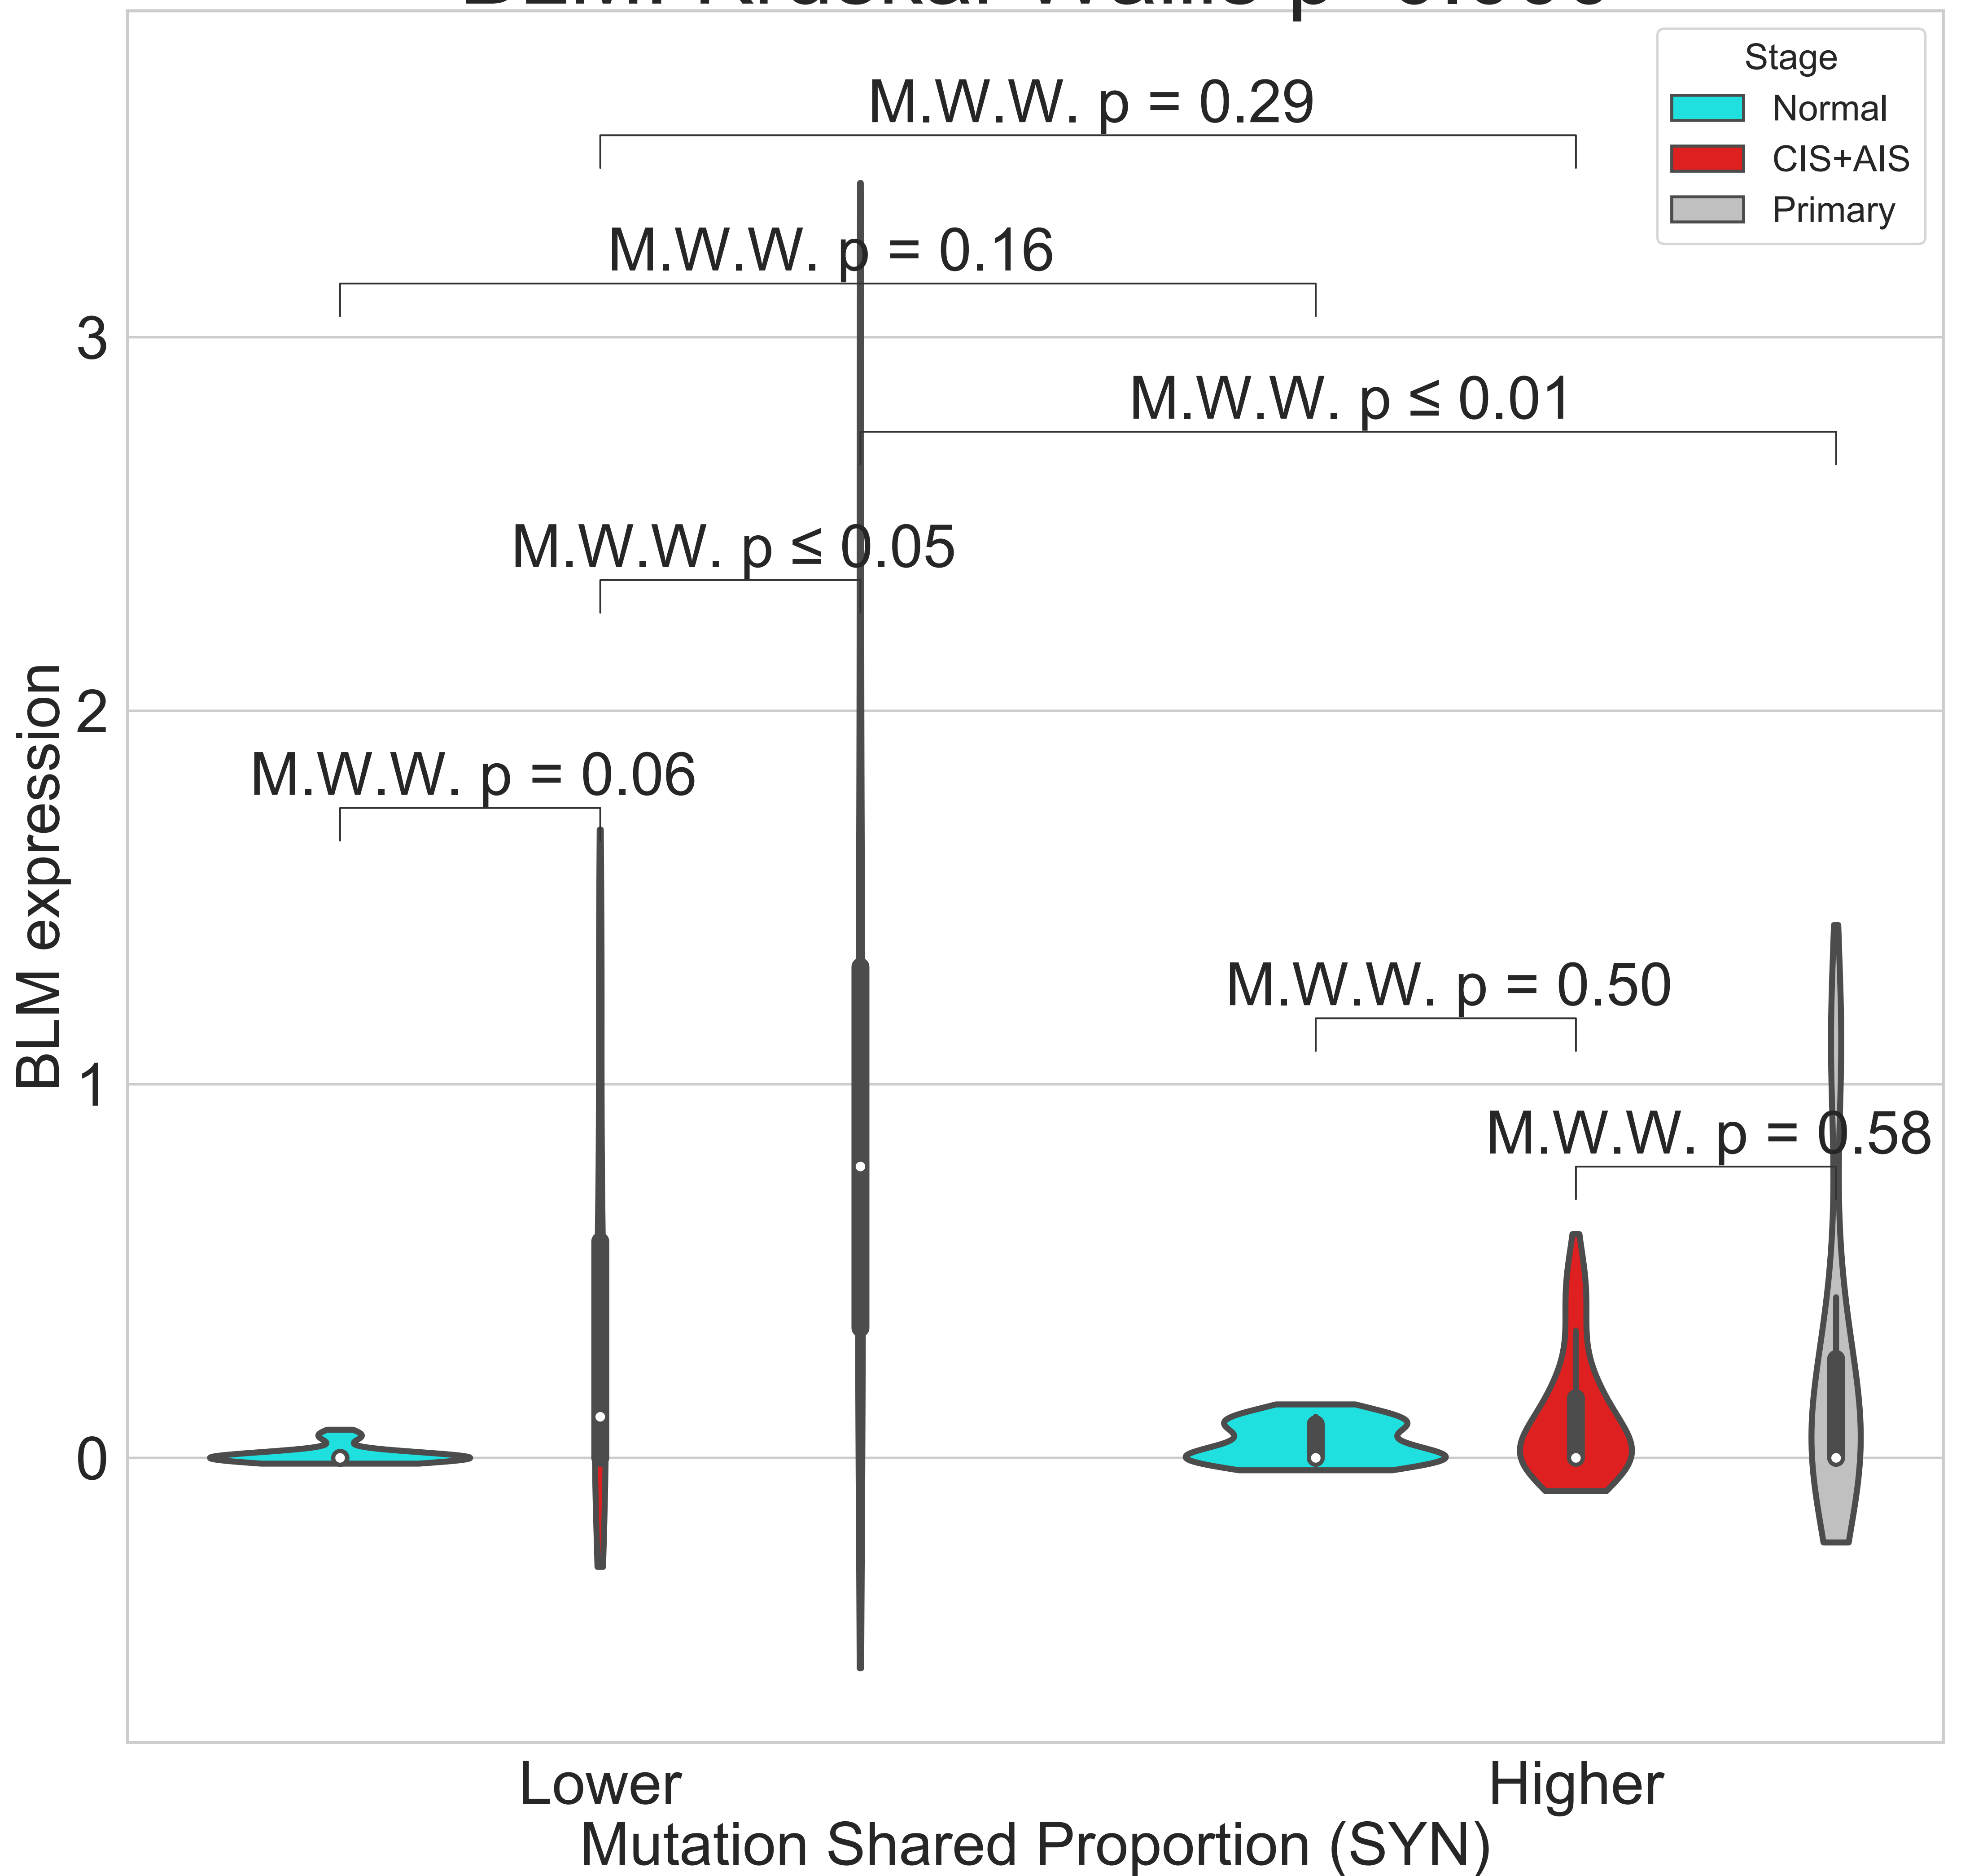 Stage
Normal
CIS+AIS
Primary
M.W.W. p = 0.29
M.W.W. p = 0.16
M.W.W. p ≤ 0.01
M.W.W. p ≤ 0.05
M.W.W. p = 0.06
M.W.W. p = 0.50
M.W.W. p = 0.58
3
2
1
0
BLM expression
Lower
Higher
Mutation Shared Proportion (SYN)